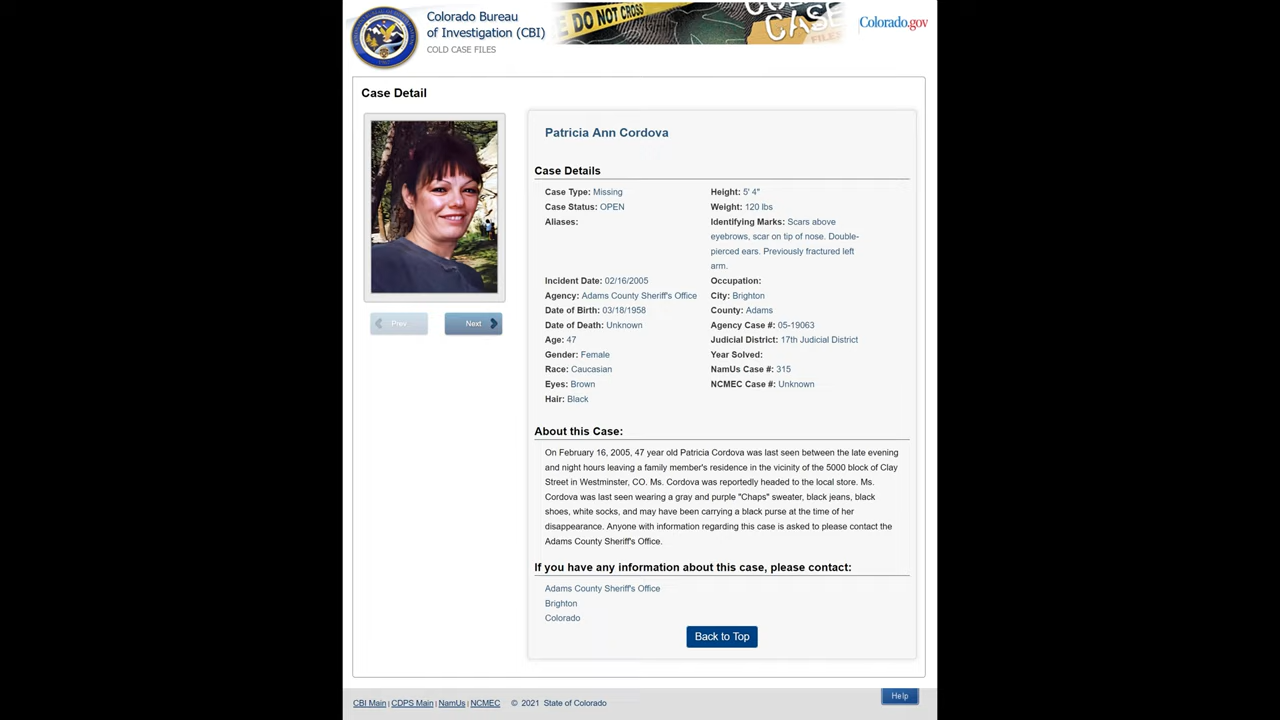 Colorado Bureau
of Investigation (CBI)
COLD CASE FILES
DO NOT CROSS
COLD
CASE
FILES
Colorado.gov
Case Detail
Prev
Next
Patricia Ann Cordova
Case Details
Case Type: Missing
Case Status: OPEN
Aliases:
Height: 5' 4"
Weight: 120 lbs
Identifying Marks: Scars above
eyebrows, scar on tip of nose. Double-
pierced ears. Previously fractured left
arm.
Incident Date: 02/16/2005
Occupation:
Agency: Adams County Sheriff's Office
City: Brighton
Date of Birth: 03/18/1958
County: Adams
Date of Death: Unknown
Agency Case #: 05-19063
Age: 47
Judicial District: 17th Judicial District
Gender: Female
Year Solved:
Race: Caucasian
NamUs Case #: 315
Eyes: Brown
NCMEC Case #: Unknown
Hair: Black
About this Case:
On February 16, 2005, 47 year old Patricia Cordova was last seen between the late evening
and night hours leaving a family member's residence in the vicinity of the 5000 block of Clay
Street in Westminster, CO. Ms. Cordova was reportedly headed to the local store. Ms.
Cordova was last seen wearing a gray and purple "Chaps" sweater, black jeans, black
shoes, white socks, and may have been carrying a black purse at the time of her
disappearance. Anyone with information regarding this case is asked to please contact the
Adams County Sheriff's Office.
If you have any information about this case, please contact:
Adams County Sheriff's Office
Brighton
Colorado
Back to Top
Help
CBI Main | CDPS Main | NamUs | NCMEC © 2021 State of Colorado